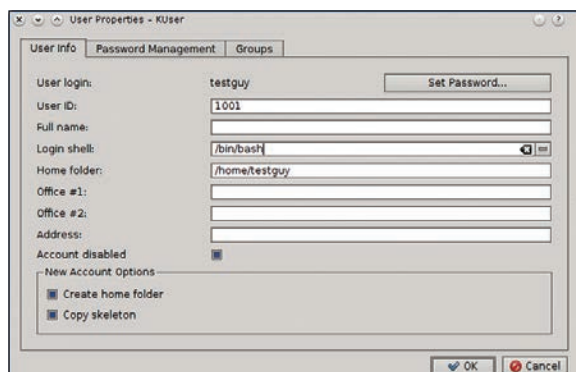 User Properties - KUser
User Info Password Management Groups
User login: testguy Set Password...
User ID: 1001
Full name:
Login shell: /bin/bash
Home folder: /home/testguy
Office #1:
Office #2:
Address:
Account disabled
New Account Options
Create home folder
Copy skeleton
OK Cancel